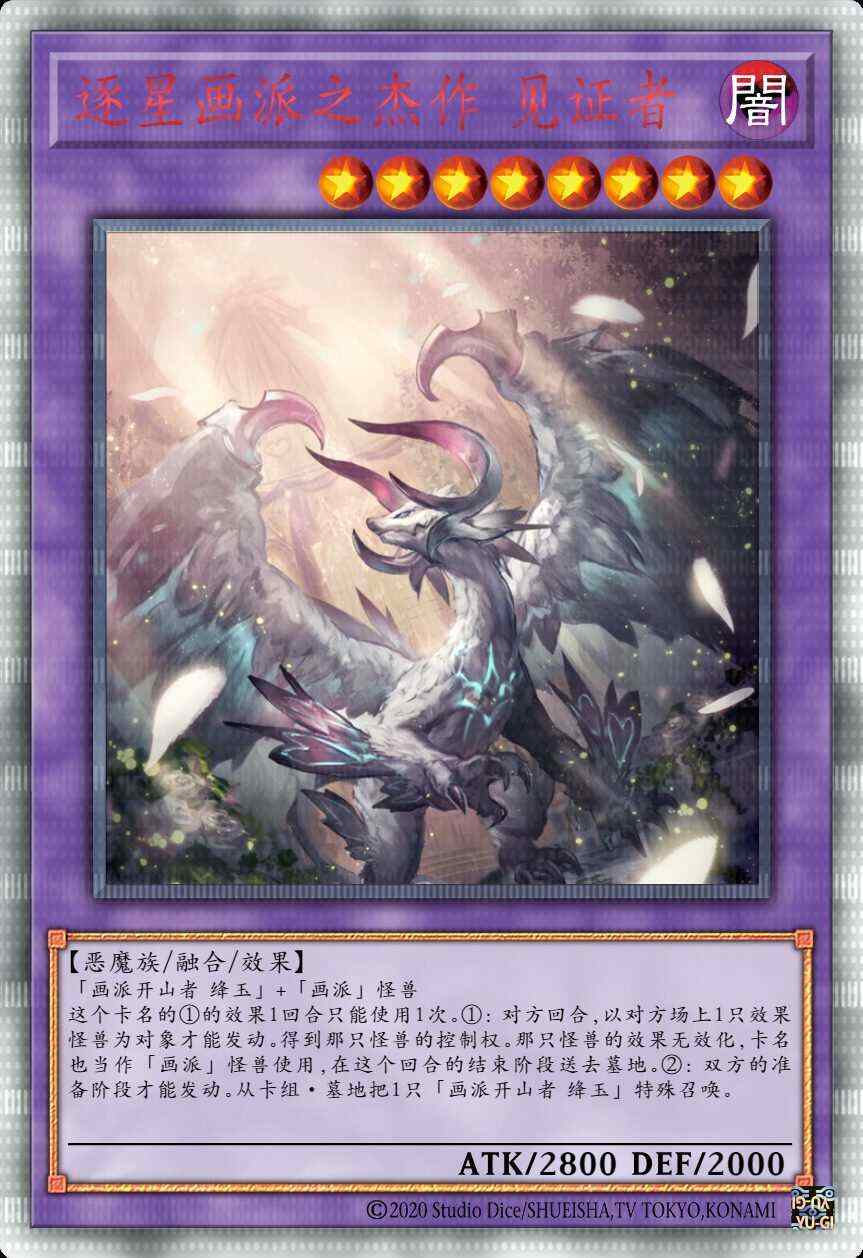 逐星画派之杰作 见证者
闇
【恶魔族/融合/效果】
「画派开山者 绛玉」+「画派」怪兽
这个卡名的①的效果1回合只能使用1次。①: 对方回合,以对方场上1只效果
怪兽为对象才能发动。得到那只怪兽的控制权。那只怪兽的效果无效化,卡名
也当作「画派」怪兽使用,在这个回合的结束阶段送去墓地。②: 双方的准
备阶段才能发动。从卡组·墓地把1只「画派开山者 绛玉」特殊召唤。
ATK/2800 DEF/2000
©2020 Studio Dice/SHUEISHA,TV TOKYO,KONAMI
YU-GI
YU-GI